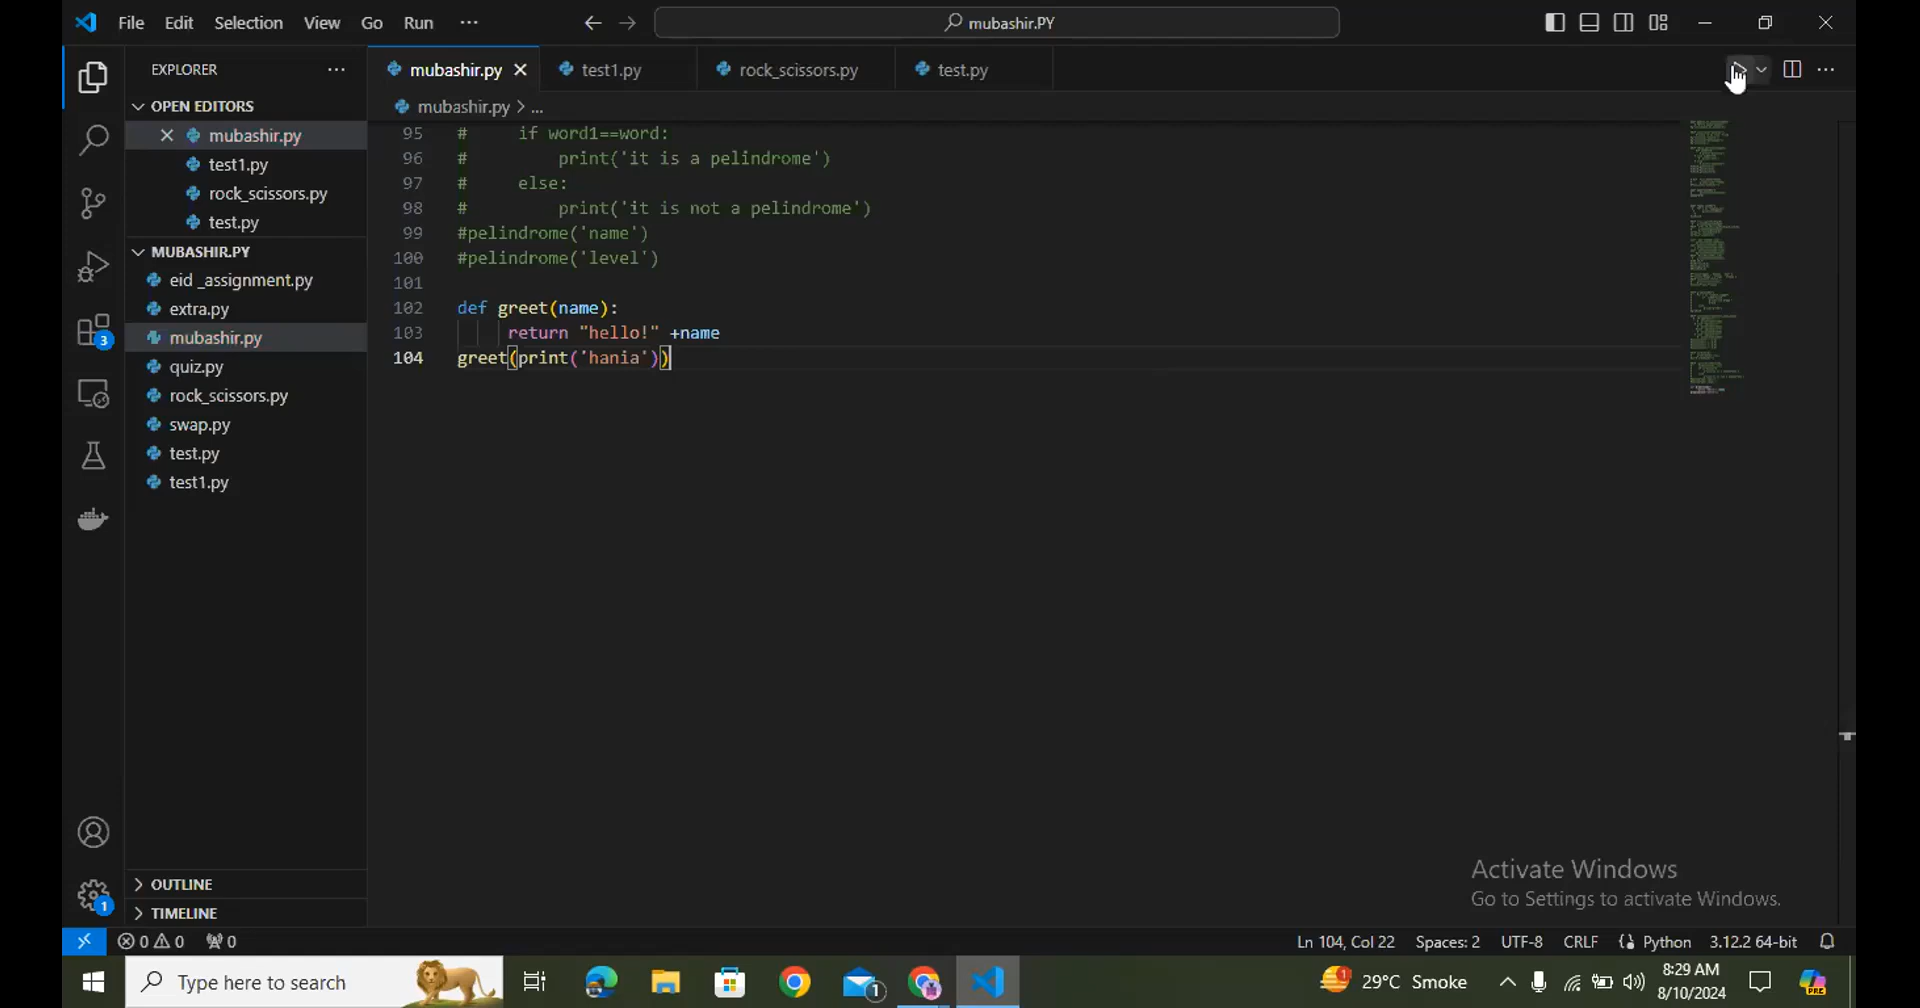 File Edit Selection View Go Run ···
mubashir.PY
EXPLORER ···
mubashir.py test1.py rock_scissors.py test.py
OPEN EDITORS
mubashir.py > ...
mubashir.py
test1.py
rock_scissors.py
test.py
MUBASHIR.PY
eid _assignment.py
extra.py
mubashir.py
quiz.py
rock_scissors.py
swap.py
test.py
test1.py
95 #     if word1==word:
96 #         print('it is a pelindrome')
97 #     else:
98 #         print('it is not a pelindrome')
99 #pelindrome('name')
100 #pelindrome('level')
101
102 def greet(name):
103     return "hello!" +name
104 greet(print('hania'))
3
1
OUTLINE
TIMELINE
Activate Windows
Go to Settings to activate Windows.
0 0 0 Ln 104, Col 22 Spaces: 2 UTF-8 CRLF Python 3.12.2 64-bit
Type here to search 1 1 29°C Smoke 8:29 AM
8/10/2024
PRE